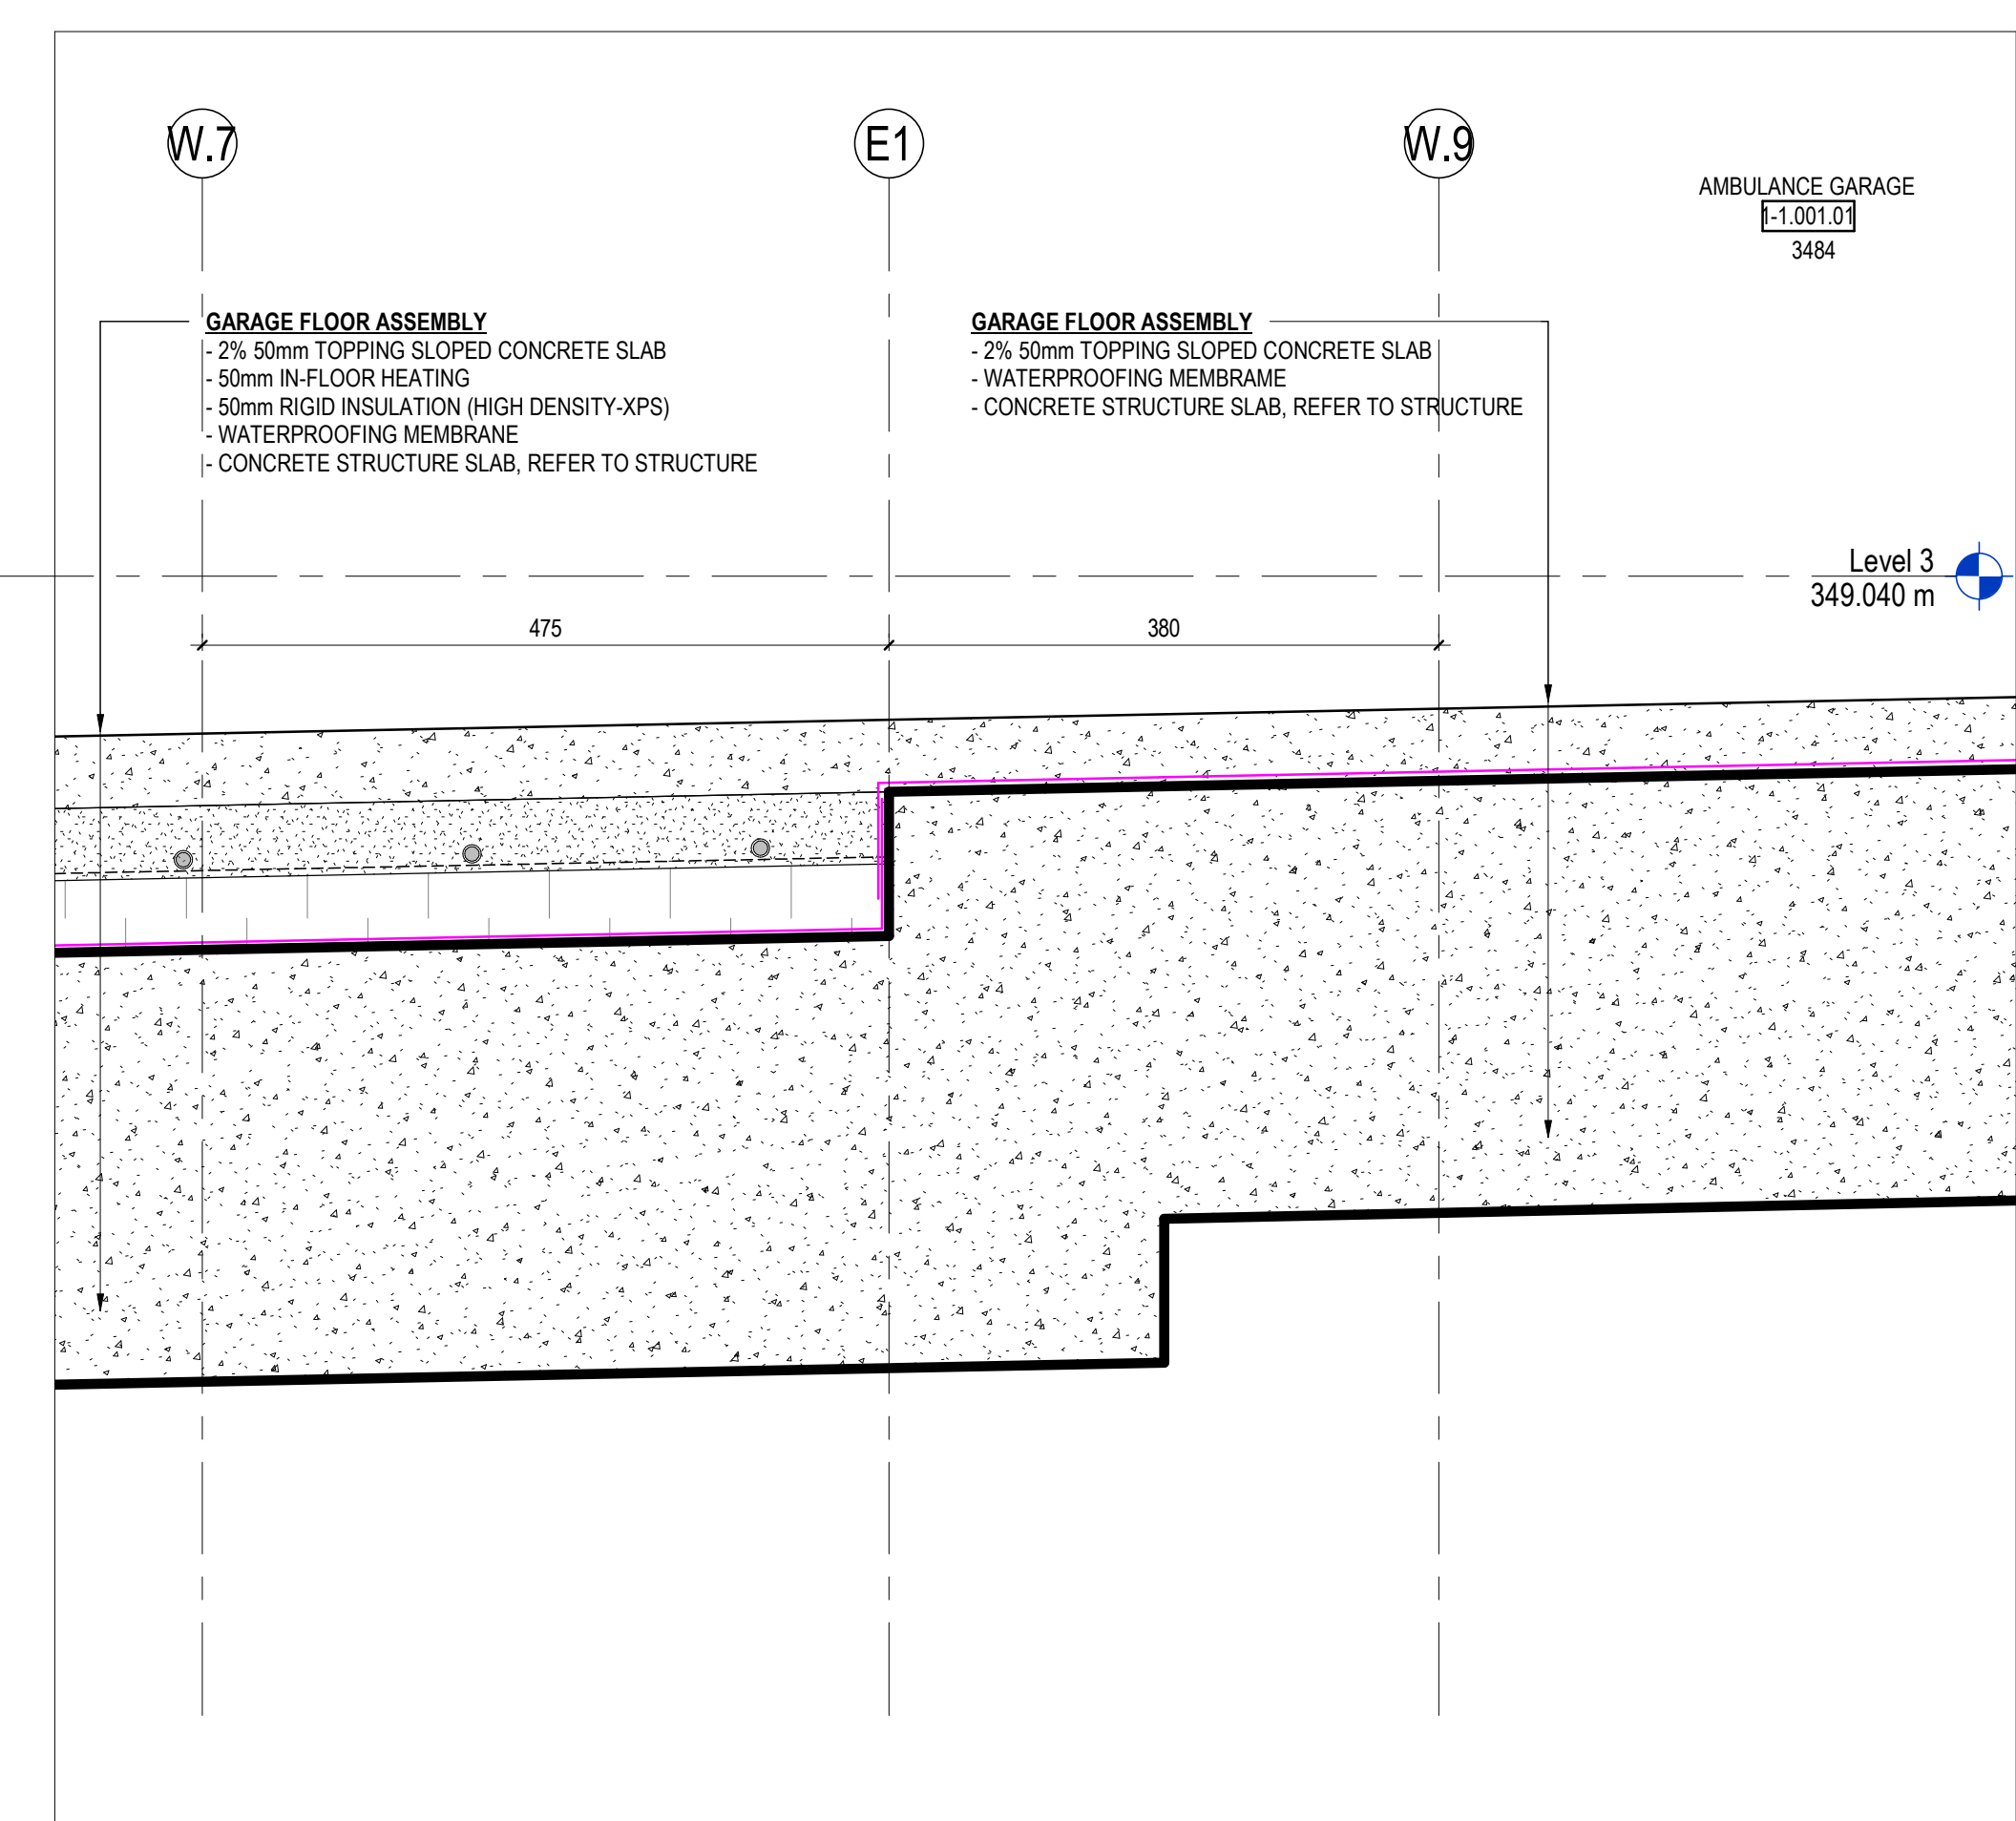 W.7
E1
W.9
AMBULANCE GARAGE
1-1.001.01
3484
GARAGE FLOOR ASSEMBLY
- 2% 50mm TOPPING SLOPED CONCRETE SLAB
- 50mm IN-FLOOR HEATING
- 50mm RIGID INSULATION (HIGH DENSITY-XPS)
- WATERPROOFING MEMBRANE
- CONCRETE STRUCTURE SLAB, REFER TO STRUCTURE
GARAGE FLOOR ASSEMBLY
- 2% 50mm TOPPING SLOPED CONCRETE SLAB
- WATERPROOFING MEMBRAME
- CONCRETE STRUCTURE SLAB, REFER TO STRUCTURE
Level 3
349.040 m
475
380